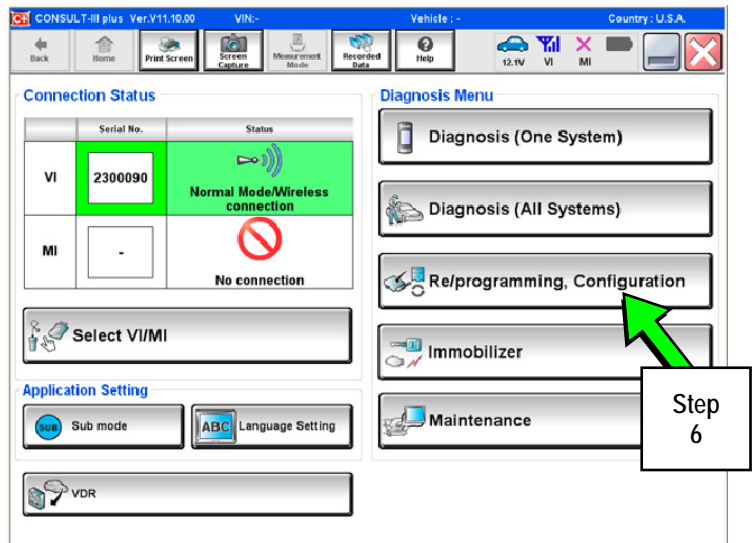 CONSULT-III plus Ver.V11.10.00 VIN:- Vehicle : - Country : U.S.A.
Back Home Print Screen Screen Capture Measurement Mode Recorded Data Help 12.1V VI MI
Connection Status
Serial No. Status
VI 2300090 Normal Mode/Wireless
connection
MI - No connection
Select VI/MI
Application Setting
SUB Sub mode ABC Language Setting
VDR
Diagnosis Menu
Diagnosis (One System)
Diagnosis (All Systems)
Re/programming, Configuration
Immobilizer
Maintenance
Step
6